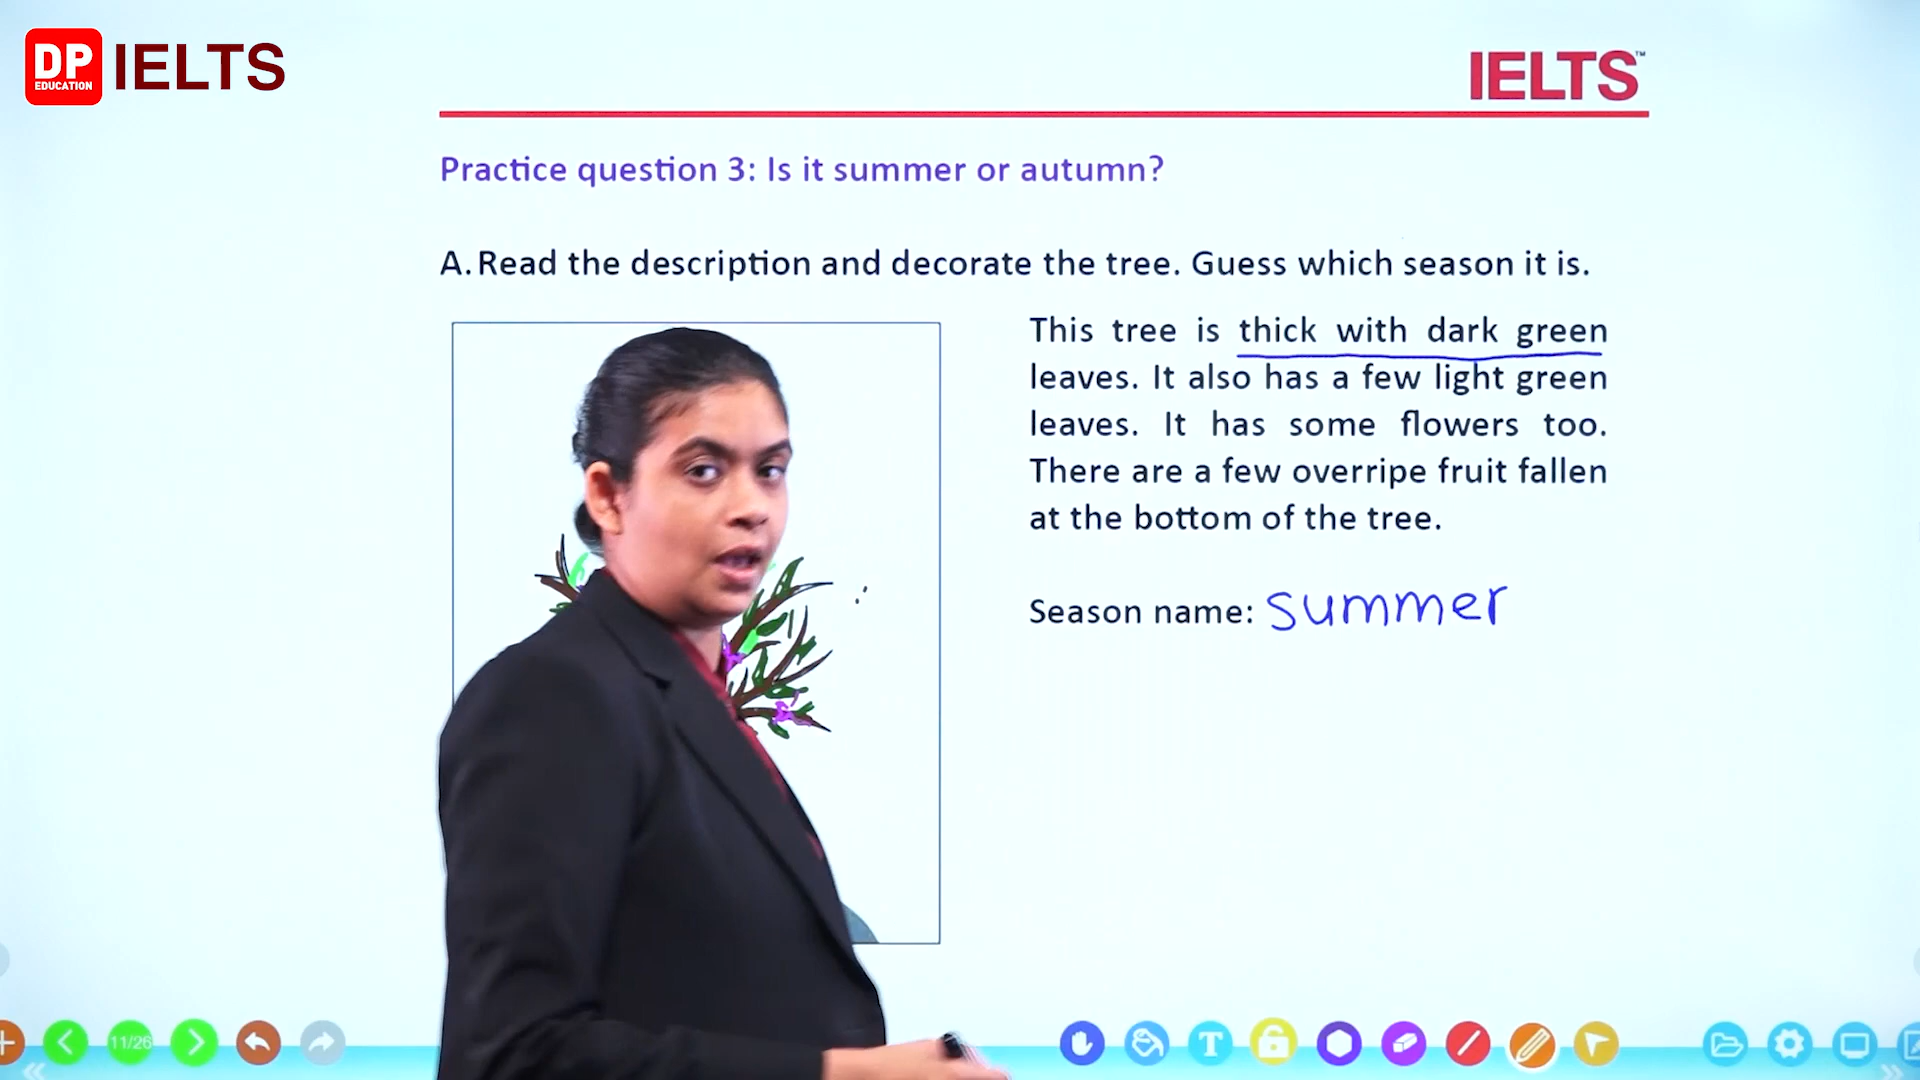 DP IELTS
EDUCATION
IELTS™
Practice question 3: Is it summer or autumn?
A. Read the description and decorate the tree. Guess which season it is.
This tree is thick with dark green
leaves. It also has a few light green
leaves. It has some flowers too.
There are a few overripe fruit fallen
at the bottom of the tree.
Season name: summer
11/26
T